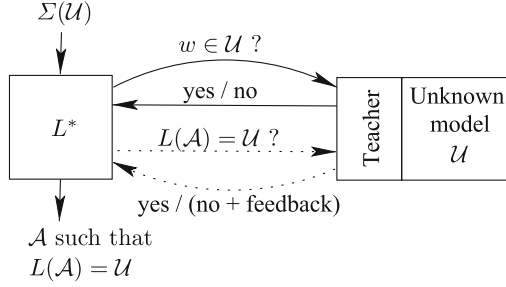 Σ(𝒰)
w ∈ 𝒰 ?
yes / no
L*
L(𝒜) = 𝒰 ?
yes / (no + feedback)
Teacher
Unknown
model
𝒰
𝒜 such that
L(𝒜) = 𝒰